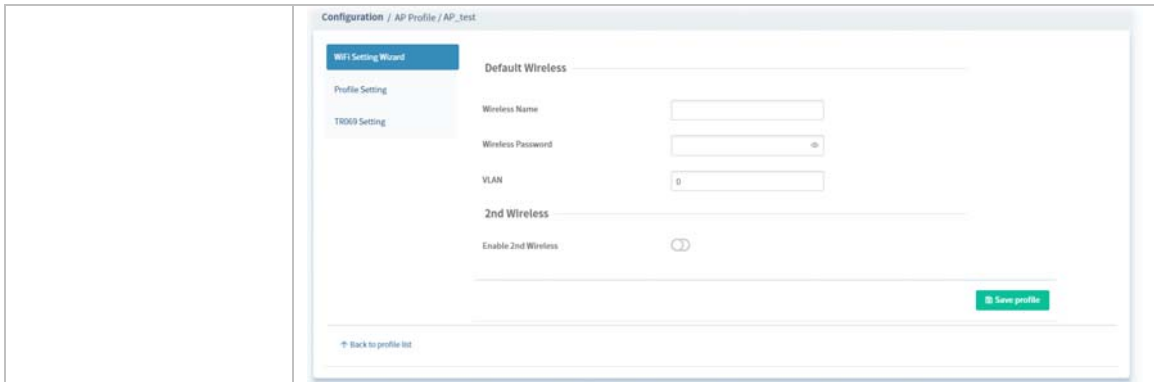 Configuration / AP Profile / AP_test
WiFi Setting Wizard
Profile Setting
TR069 Setting
Default Wireless
Wireless Name
Wireless Password
VLAN
0
2nd Wireless
Enable 2nd Wireless
Save profile
Back to profile list